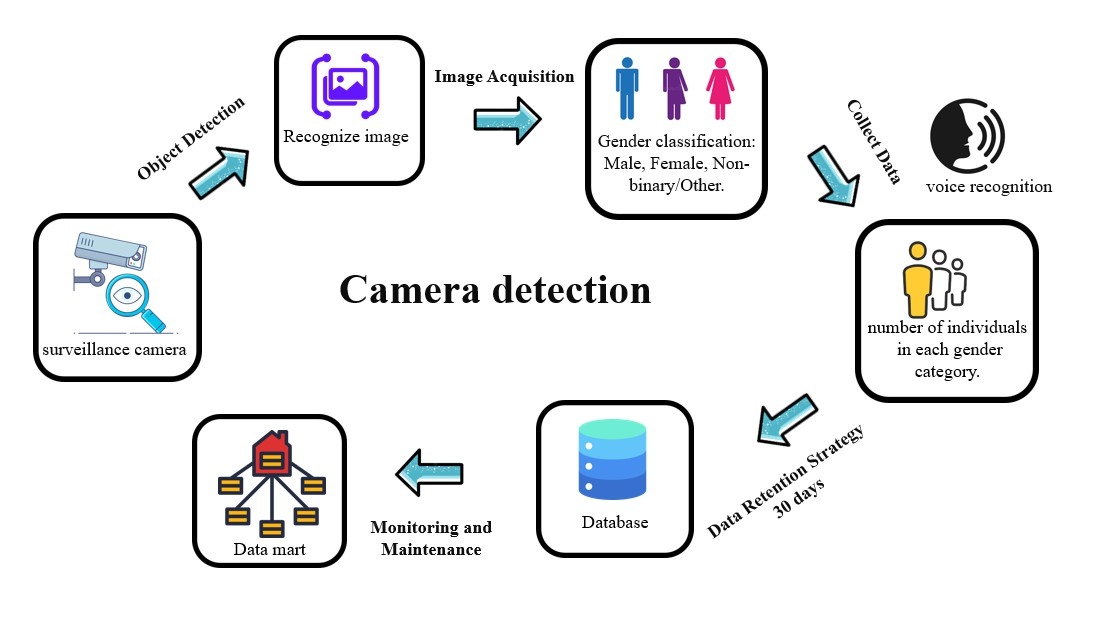 Object Detection
Recognize image
Image Acquisition
Gender classification:
Male, Female, Non-
binary/Other.
Collect Data
voice recognition
surveillance camera
Camera detection
number of individuals
in each gender
category.
Data Retention Strategy
30 days
Database
Monitoring and
Maintenance
Data mart